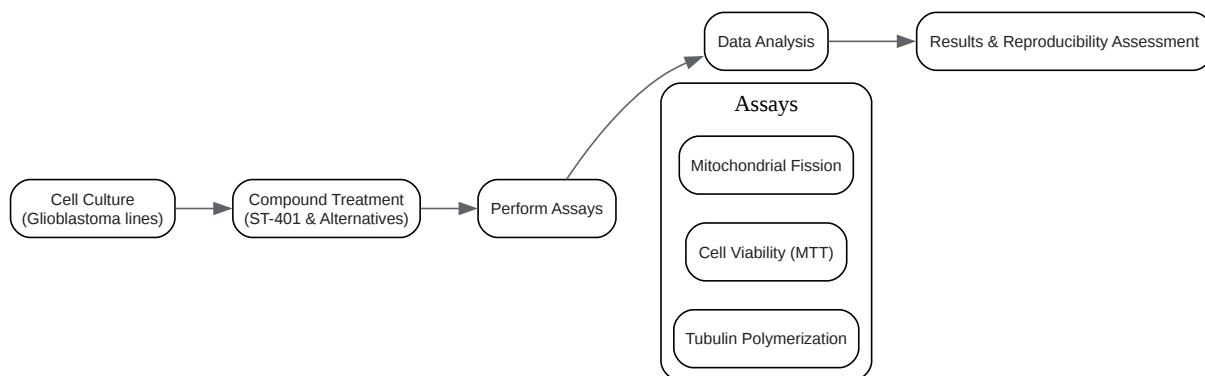 Data Analysis
Results & Reproducibility Assessment
Assays
Mitochondrial Fission
Cell Culture
(Glioblastoma lines)
Compound Treatment
(ST-401 & Alternatives)
Perform Assays
Cell Viability (MTT)
Tubulin Polymerization